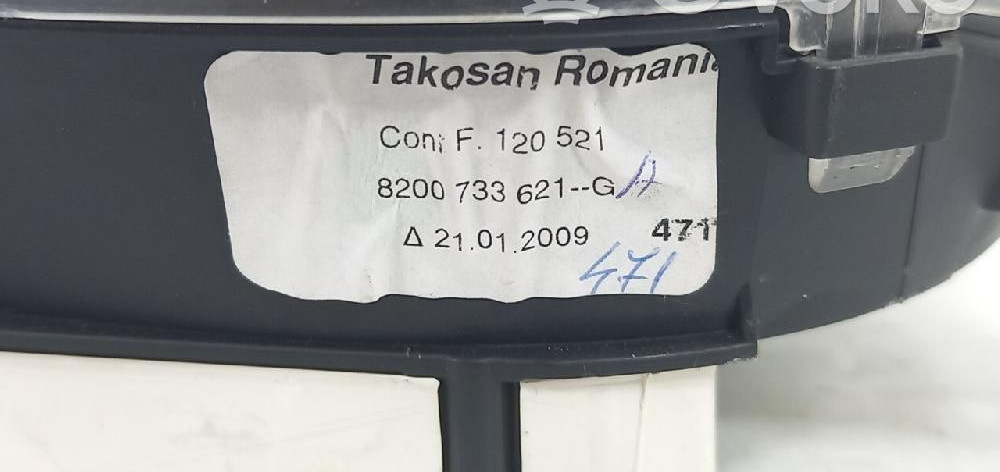 Takosan Romania
Con; F. 120 521
8200 733 621--G A
Δ 21.01.2009 471
471